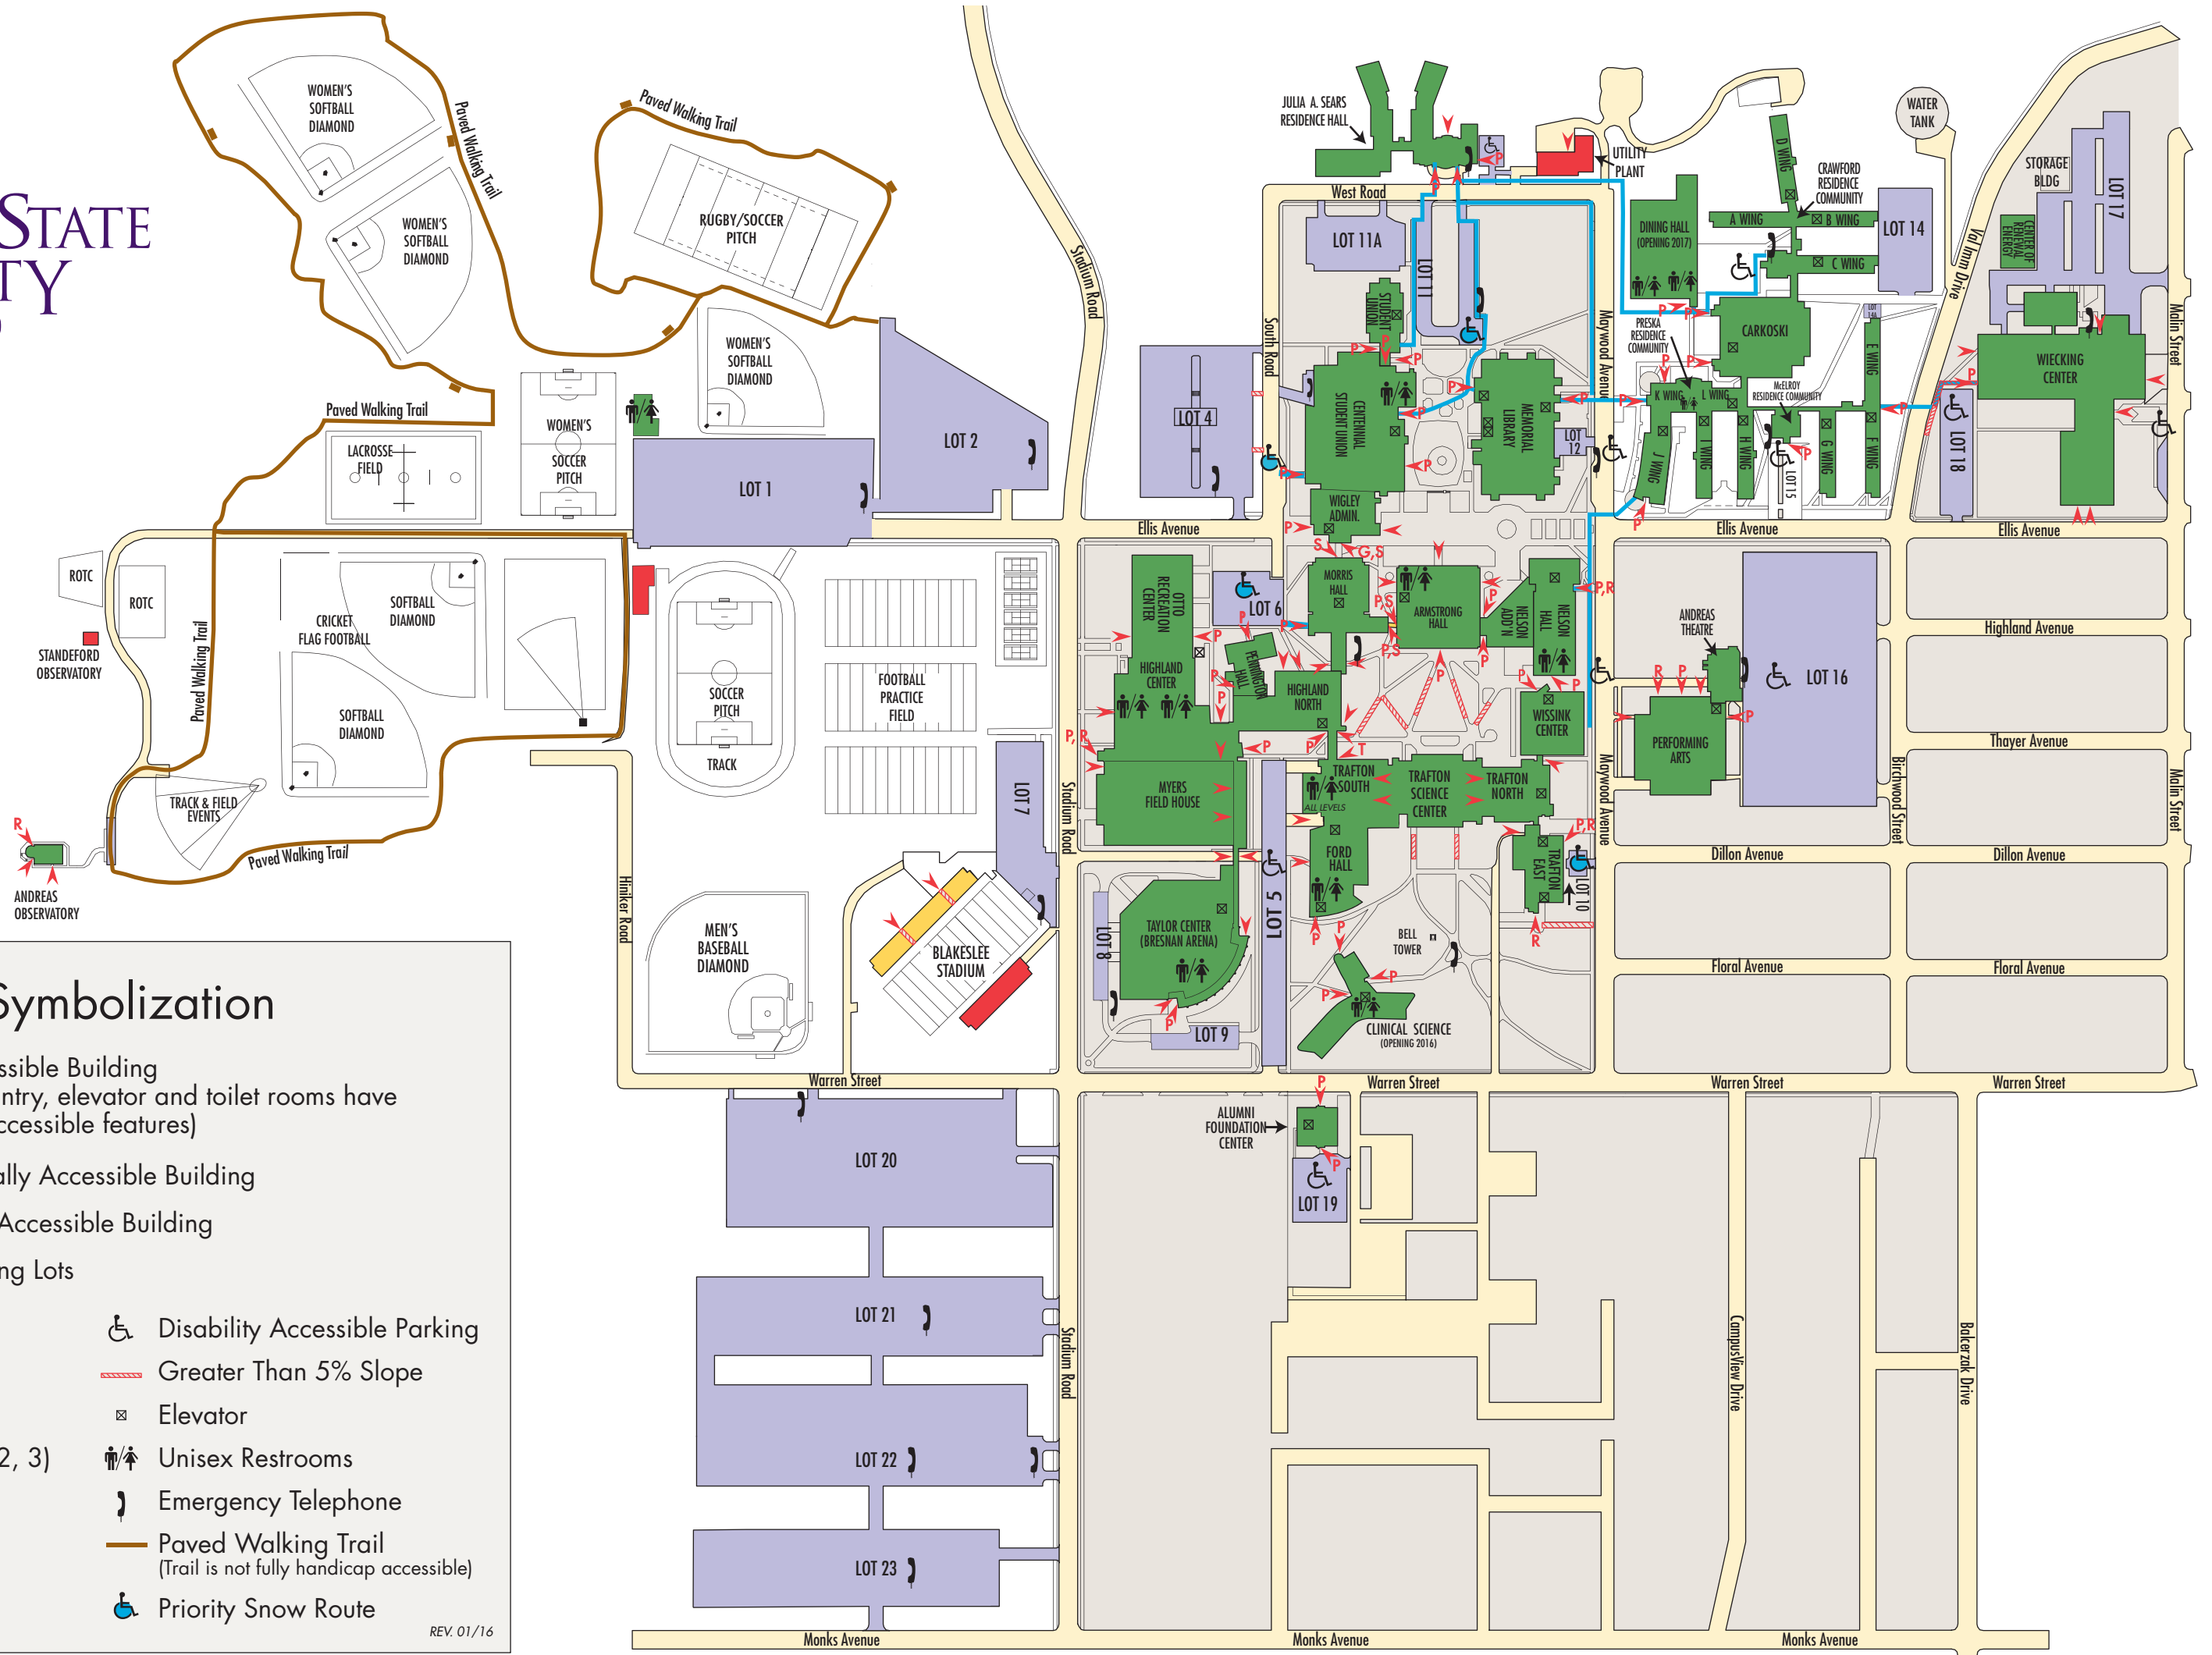 STATE
TY
WOMEN'S
SOFTBALL
DIAMOND
WOMEN'S
SOFTBALL
DIAMOND
Paved Walking Trail
Paved Walking Trail
RUGBY/SOCCER
PITCH
WOMEN'S
SOFTBALL
DIAMOND
Paved Walking Trail
LACROSSE
FIELD
WOMEN'S
SOCCER
PITCH
LOT 1
LOT 2
Stadium Road
ROTC
ROTC
STANDEFORD
OBSERVATORY
Paved Walking Trail
CRICKET
FLAG FOOTBALL
SOFTBALL
DIAMOND
SOFTBALL
DIAMOND
TRACK & FIELD
EVENTS
Paved Walking Trail
R
ANDREAS
OBSERVATORY
SOCCER
PITCH
TRACK
FOOTBALL
PRACTICE
FIELD
LOT 7
Hiniker Road
MEN'S
BASEBALL
DIAMOND
BLAKESLEE
STADIUM
Stadium Road
Warren Street
JULIA A. SEARS
RESIDENCE HALL
P
P
UTILITY
PLANT
West Road
LOT 11A
LOT 11
South Road
LOT 4
STUDENT
UNION
P
P
P
CENTENNIAL
STUDENT UNION
P
P
P
P
MEMORIAL
LIBRARY
P
LOT
12
WIGLEY
ADMIN.
P
Maywood Avenue
DINING HALL
(OPENING 2017)
D WING
CRAWFORD
RESIDENCE
COMMUNITY
A WING
B WING
C WING
LOT 14
LOT
14A
WATER
TANK
Val Imm Drive
P
P
P
PRESKA
RESIDENCE
COMMUNITY
CARKOSKI
P
P
K WING
L WING
McELROY
RESIDENCE COMMUNITY
E WING
J WING
I WING
H WING
G WING
F WING
P
P
P
LOT 15
STORAGE
BLDG
LOT 17
CENTER OF
RENEWAL
ENERGY
WIECKING
CENTER
P
LOT 18
Malin Street
Ellis Avenue
Ellis Avenue
Ellis Avenue
OTTO
RECREATION
CENTER
LOT 6
S
G,S
MORRIS
HALL
P,S
P,S
ARMSTRONG
HALL
P
P
P
NELSON
ADD'N
NELSON
HALL
P,R
P
P
P
P
PENNINGTON
HALL
P
P
HIGHLAND
CENTER
HIGHLAND
NORTH
P
P
WISSINK
CENTER
P,R
P
P
T
MYERS
FIELD HOUSE
TRAFTON
SOUTH
ALL LEVELS
TRAFTON
SCIENCE
CENTER
TRAFTON
NORTH
P,R
FORD
HALL
TRAFTON
EAST
LOT 10
R
LOT 5
TAYLOR CENTER
(BRESNAN ARENA)
LOT 8
P
LOT 9
P
P
P
P
BELL
TOWER
CLINICAL SCIENCE
(OPENING 2016)
ANDREAS
THEATRE
R
P
P
PERFORMING
ARTS
LOT 16
Maywood Avenue
Birchwood Street
Highland Avenue
Thayer Avenue
Malin Street
Dillon Avenue
Dillon Avenue
Floral Avenue
Floral Avenue
Warren Street
Warren Street
Warren Street
P
ALUMNI
FOUNDATION
CENTER
P
LOT 19
LOT 20
LOT 21
LOT 22
LOT 23
Stadium Road
CampusView Drive
Balcerzak Drive
Monks Avenue
Monks Avenue
Monks Avenue
Symbolization
ssible Building
ntry, elevator and toilet rooms have
ccessible features)
ally Accessible Building
Accessible Building
ng Lots
Disability Accessible Parking
Greater Than 5% Slope
Elevator
2, 3)
Unisex Restrooms
Emergency Telephone
Paved Walking Trail
(Trail is not fully handicap accessible)
Priority Snow Route
REV. 01/16